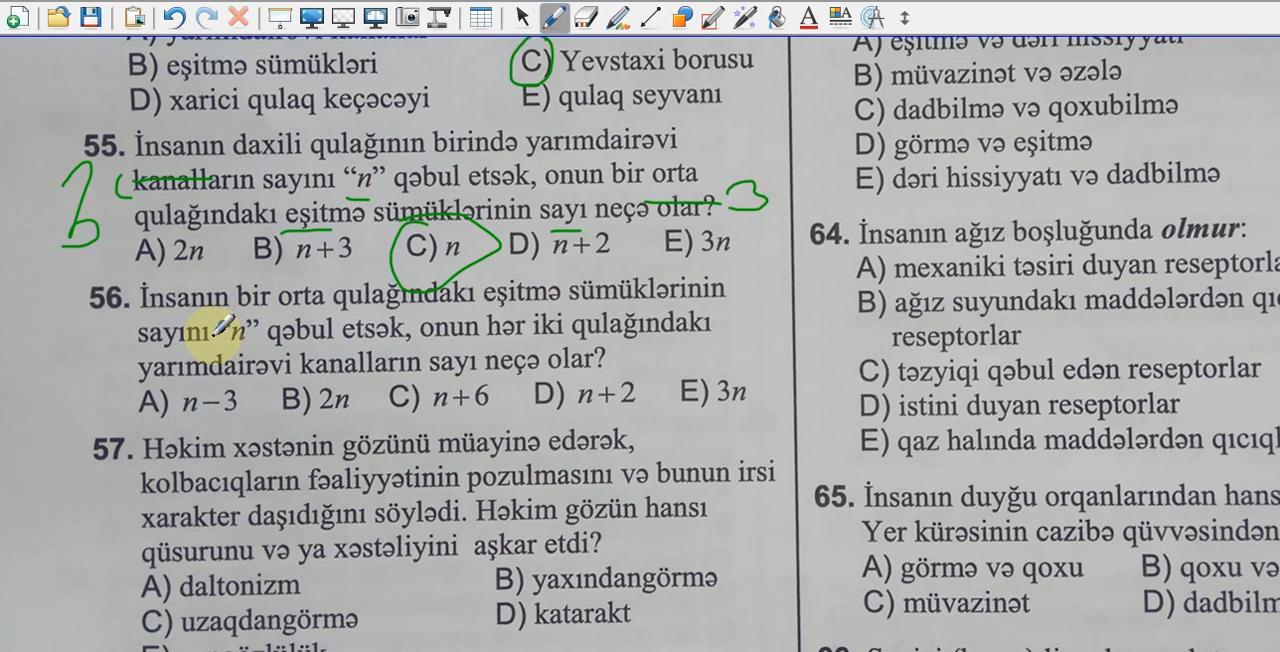 B) eşitmə sümükləri
C) Yevstaxi borusu
D) xarici qulaq keçəcəyi
E) qulaq seyvanı
55. İnsanın daxili qulağının birində yarımdairəvi
kanalların sayını “n” qəbul etsək, onun bir orta
qulağındakı eşitmə sümüklərinin sayı neçə olar? 3
A) 2n B) n+3 C) n D) n+2 E) 3n
56. İnsanın bir orta qulağındakı eşitmə sümüklərinin
sayını “n” qəbul etsək, onun hər iki qulağındakı
yarımdairəvi kanalların sayı neçə olar?
A) n−3 B) 2n C) n+6 D) n+2 E) 3n
57. Həkim xəstənin gözünü müayinə edərək,
kolbacıqların fəaliyyətinin pozulmasını və bunun irsi
xarakter daşıdığını söylədi. Həkim gözün hansı
qüsurunu və ya xəstəliyini aşkar etdi?
A) daltonizm B) yaxındangörmə
C) uzaqdangörmə D) katarakt
A) eşitmə və dəri hissiyyatı
B) müvazinət və əzələ
C) dadbilmə və qoxubilmə
D) görmə və eşitmə
E) dəri hissiyyatı və dadbilmə
64. İnsanın ağız boşluğunda olmur:
A) mexaniki təsiri duyan reseptorla
B) ağız suyundakı maddələrdən qı
reseptorlar
C) təzyiqi qəbul edən reseptorlar
D) istini duyan reseptorlar
E) qaz halında maddələrdən qıcıql
65. İnsanın duyğu orqanlarından hans
Yer kürəsinin cazibə qüvvəsindən
A) görmə və qoxu B) qoxu və
C) müvazinət D) dadbilm